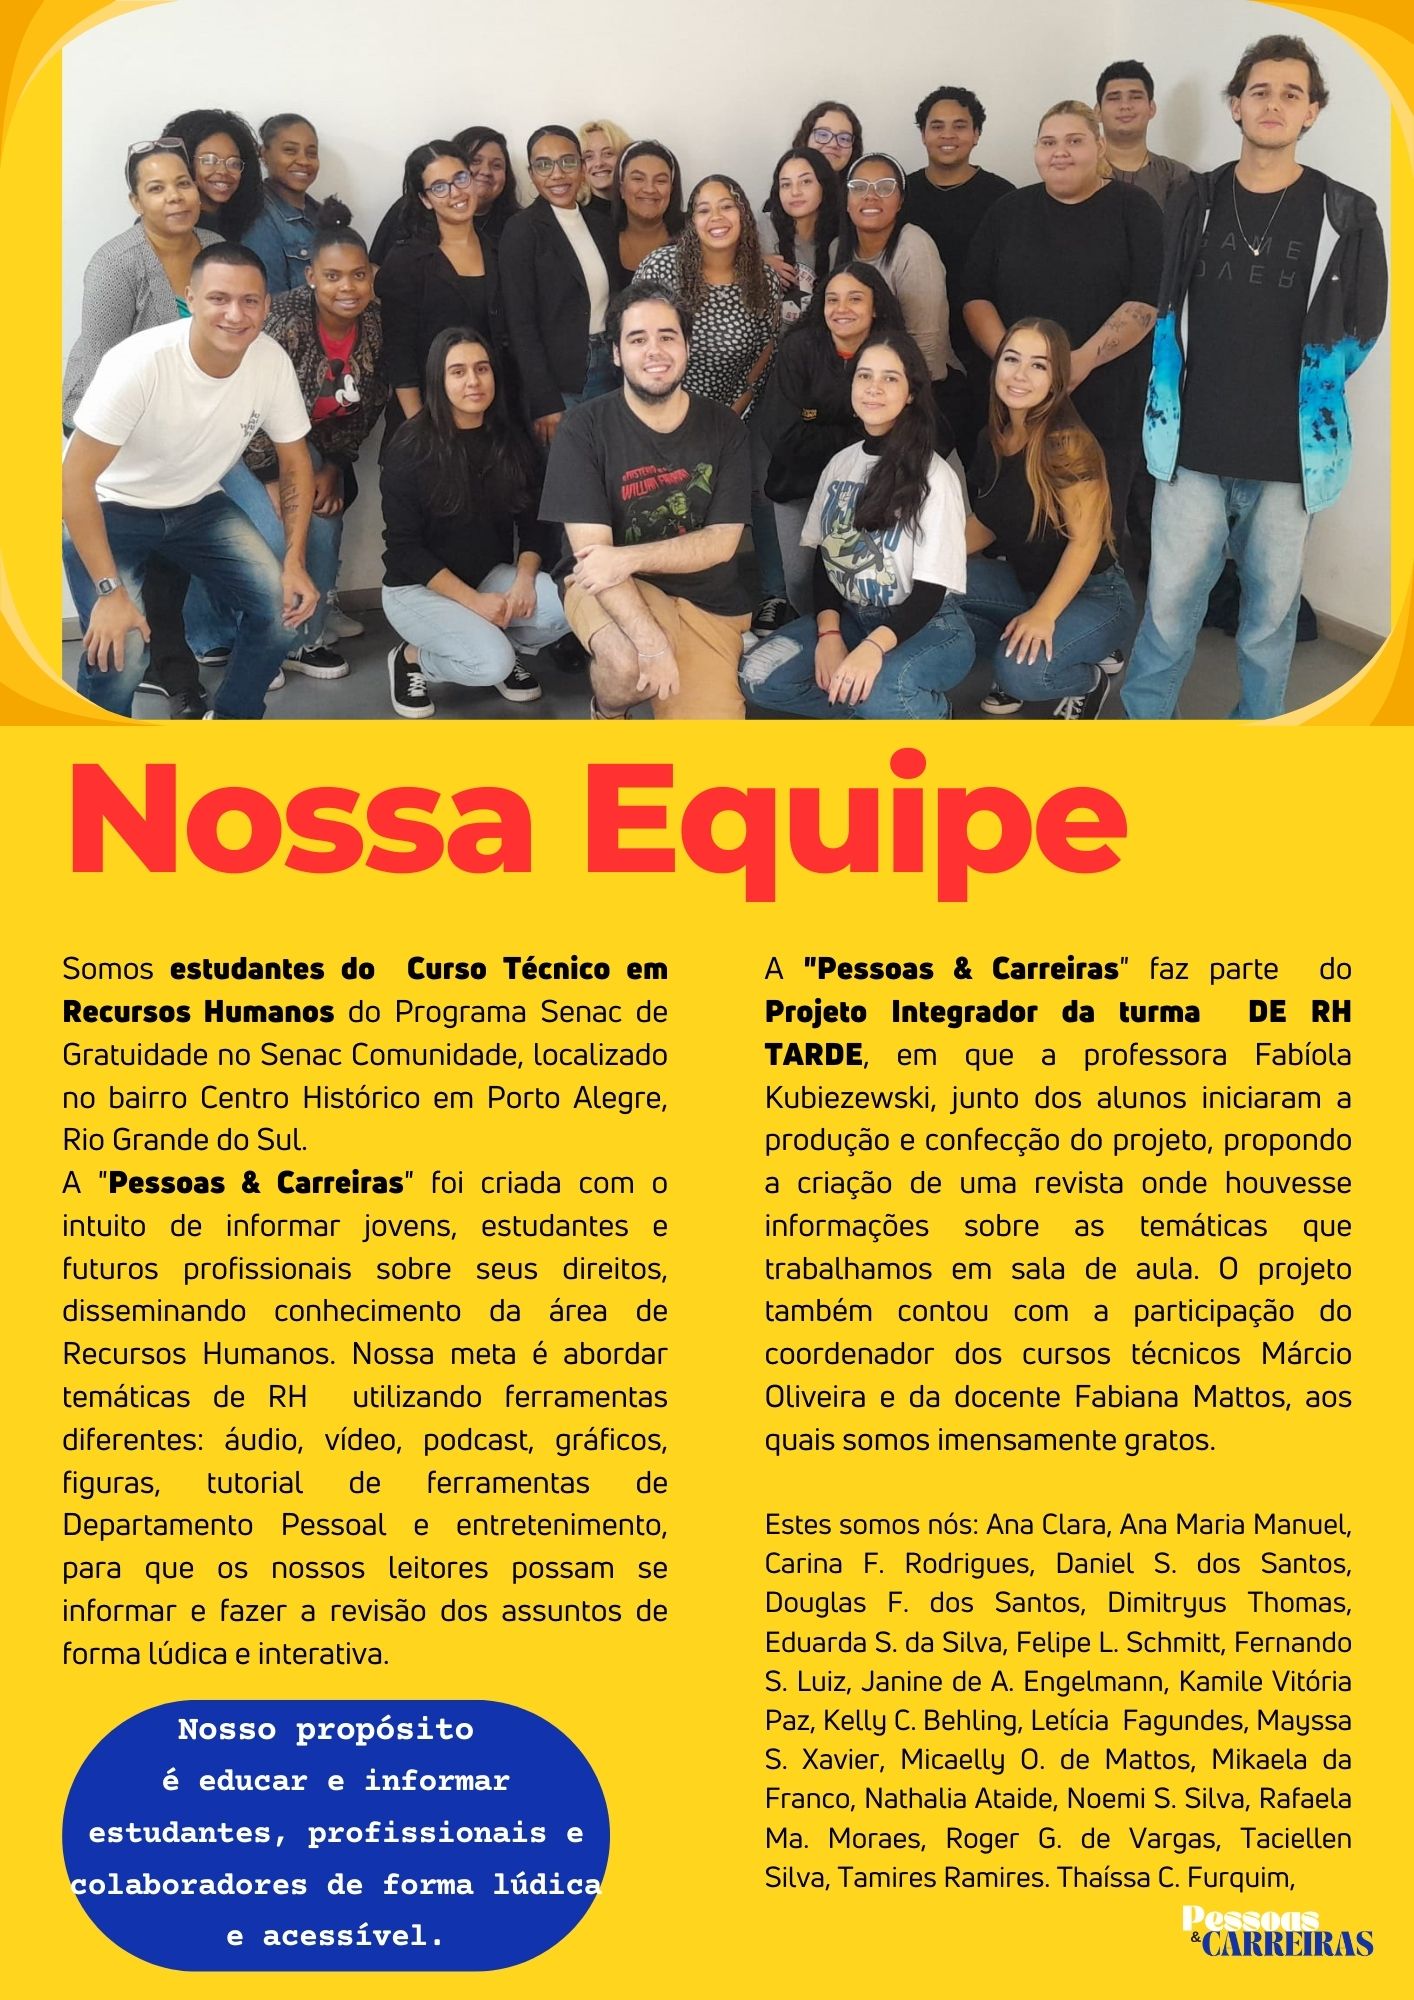 GAME
OVER
MISTÉRIO
WILLIAM
Nossa Equipe
Somos estudantes do Curso Técnico em
Recursos Humanos do Programa Senac de
Gratuidade no Senac Comunidade, localizado
no bairro Centro Histórico em Porto Alegre,
Rio Grande do Sul.
A "Pessoas & Carreiras" foi criada com o
intuito de informar jovens, estudantes e
futuros profissionais sobre seus direitos,
disseminando conhecimento da área de
Recursos Humanos. Nossa meta é abordar
temáticas de RH utilizando ferramentas
diferentes: áudio, vídeo, podcast, gráficos,
figuras, tutorial de ferramentas de
Departamento Pessoal e entretenimento,
para que os nossos leitores possam se
informar e fazer a revisão dos assuntos de
forma lúdica e interativa.
Nosso propósito
é educar e informar
estudantes, profissionais e
colaboradores de forma lúdica
e acessível.
A "Pessoas & Carreiras" faz parte do
Projeto Integrador da turma DE RH
TARDE, em que a professora Fabíola
Kubiezewski, junto dos alunos iniciaram a
produção e confecção do projeto, propondo
a criação de uma revista onde houvesse
informações sobre as temáticas que
trabalhamos em sala de aula. O projeto
também contou com a participação do
coordenador dos cursos técnicos Márcio
Oliveira e da docente Fabiana Mattos, aos
quais somos imensamente gratos.
Estes somos nós: Ana Clara, Ana Maria Manuel,
Carina F. Rodrigues, Daniel S. dos Santos,
Douglas F. dos Santos, Dimitryus Thomas,
Eduarda S. da Silva, Felipe L. Schmitt, Fernando
S. Luiz, Janine de A. Engelmann, Kamile Vitória
Paz, Kelly C. Behling, Letícia Fagundes, Mayssa
S. Xavier, Micaelly O. de Mattos, Mikaela da
Franco, Nathalia Ataide, Noemi S. Silva, Rafaela
Ma. Moraes, Roger G. de Vargas, Taciellen
Silva, Tamires Ramires. Thaíssa C. Furquim,
Pessoas
&CARREIRAS